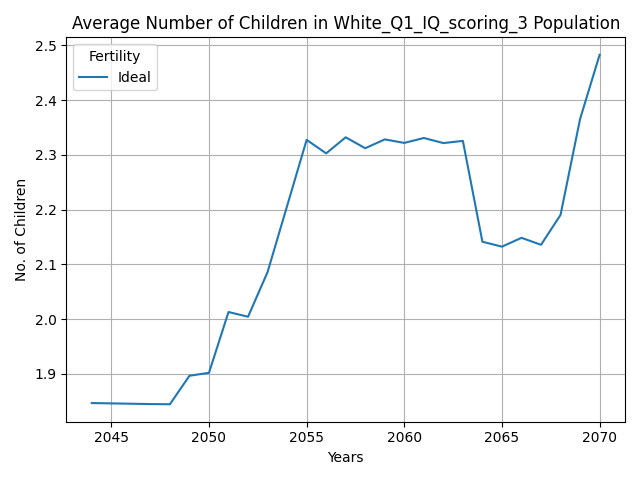 Average Number of Children in White_Q1_IQ_scoring_3 Population
Fertility
Ideal
2.5
2.4
2.3
2.2
2.1
2.0
1.9
No. of Children
2045 2050 2055 2060 2065 2070
Years